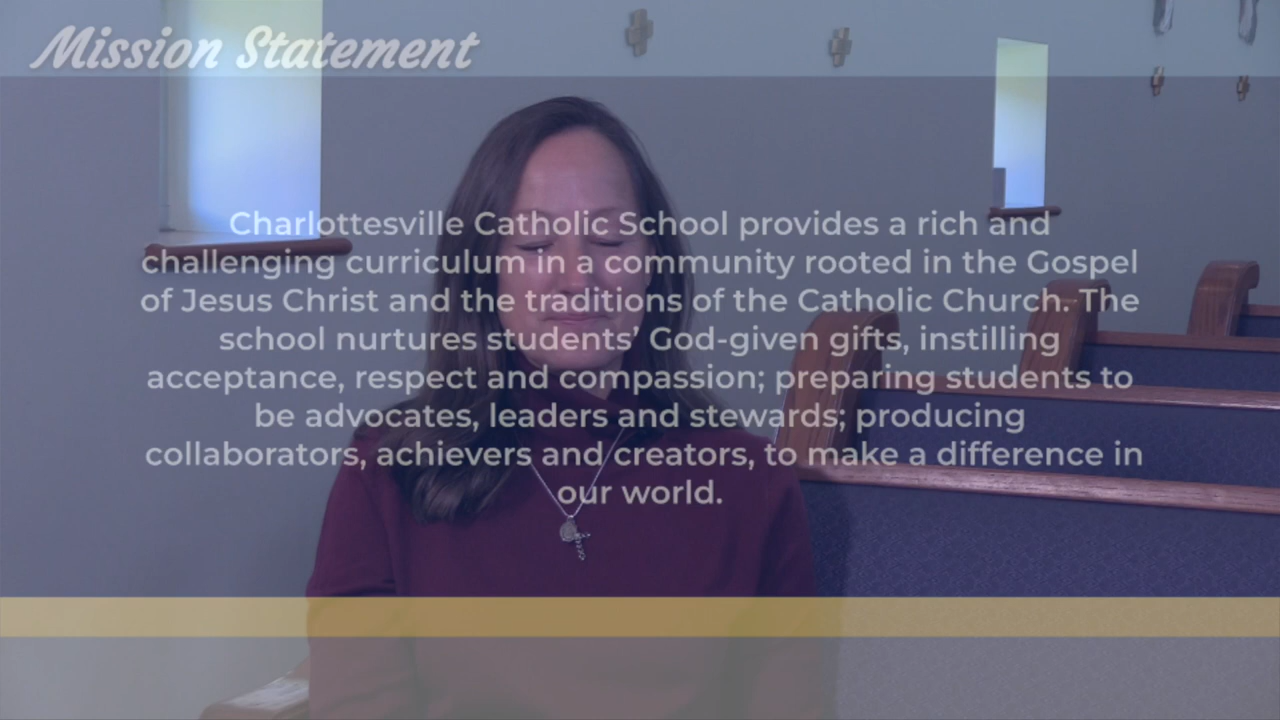 Mission Statement
Charlottesville Catholic School provides a rich and
challenging curriculum in a community rooted in the Gospel
of Jesus Christ and the traditions of the Catholic Church. The
school nurtures students’ God-given gifts, instilling
acceptance, respect and compassion; preparing students to
be advocates, leaders and stewards; producing
collaborators, achievers and creators, to make a difference in
our world.